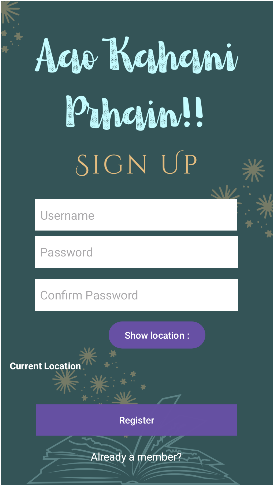 Aao Kahani
Prhain!!
SIGN UP
Username
Password
Confirm Password
Show location :
Current Location
Register
Already a member?